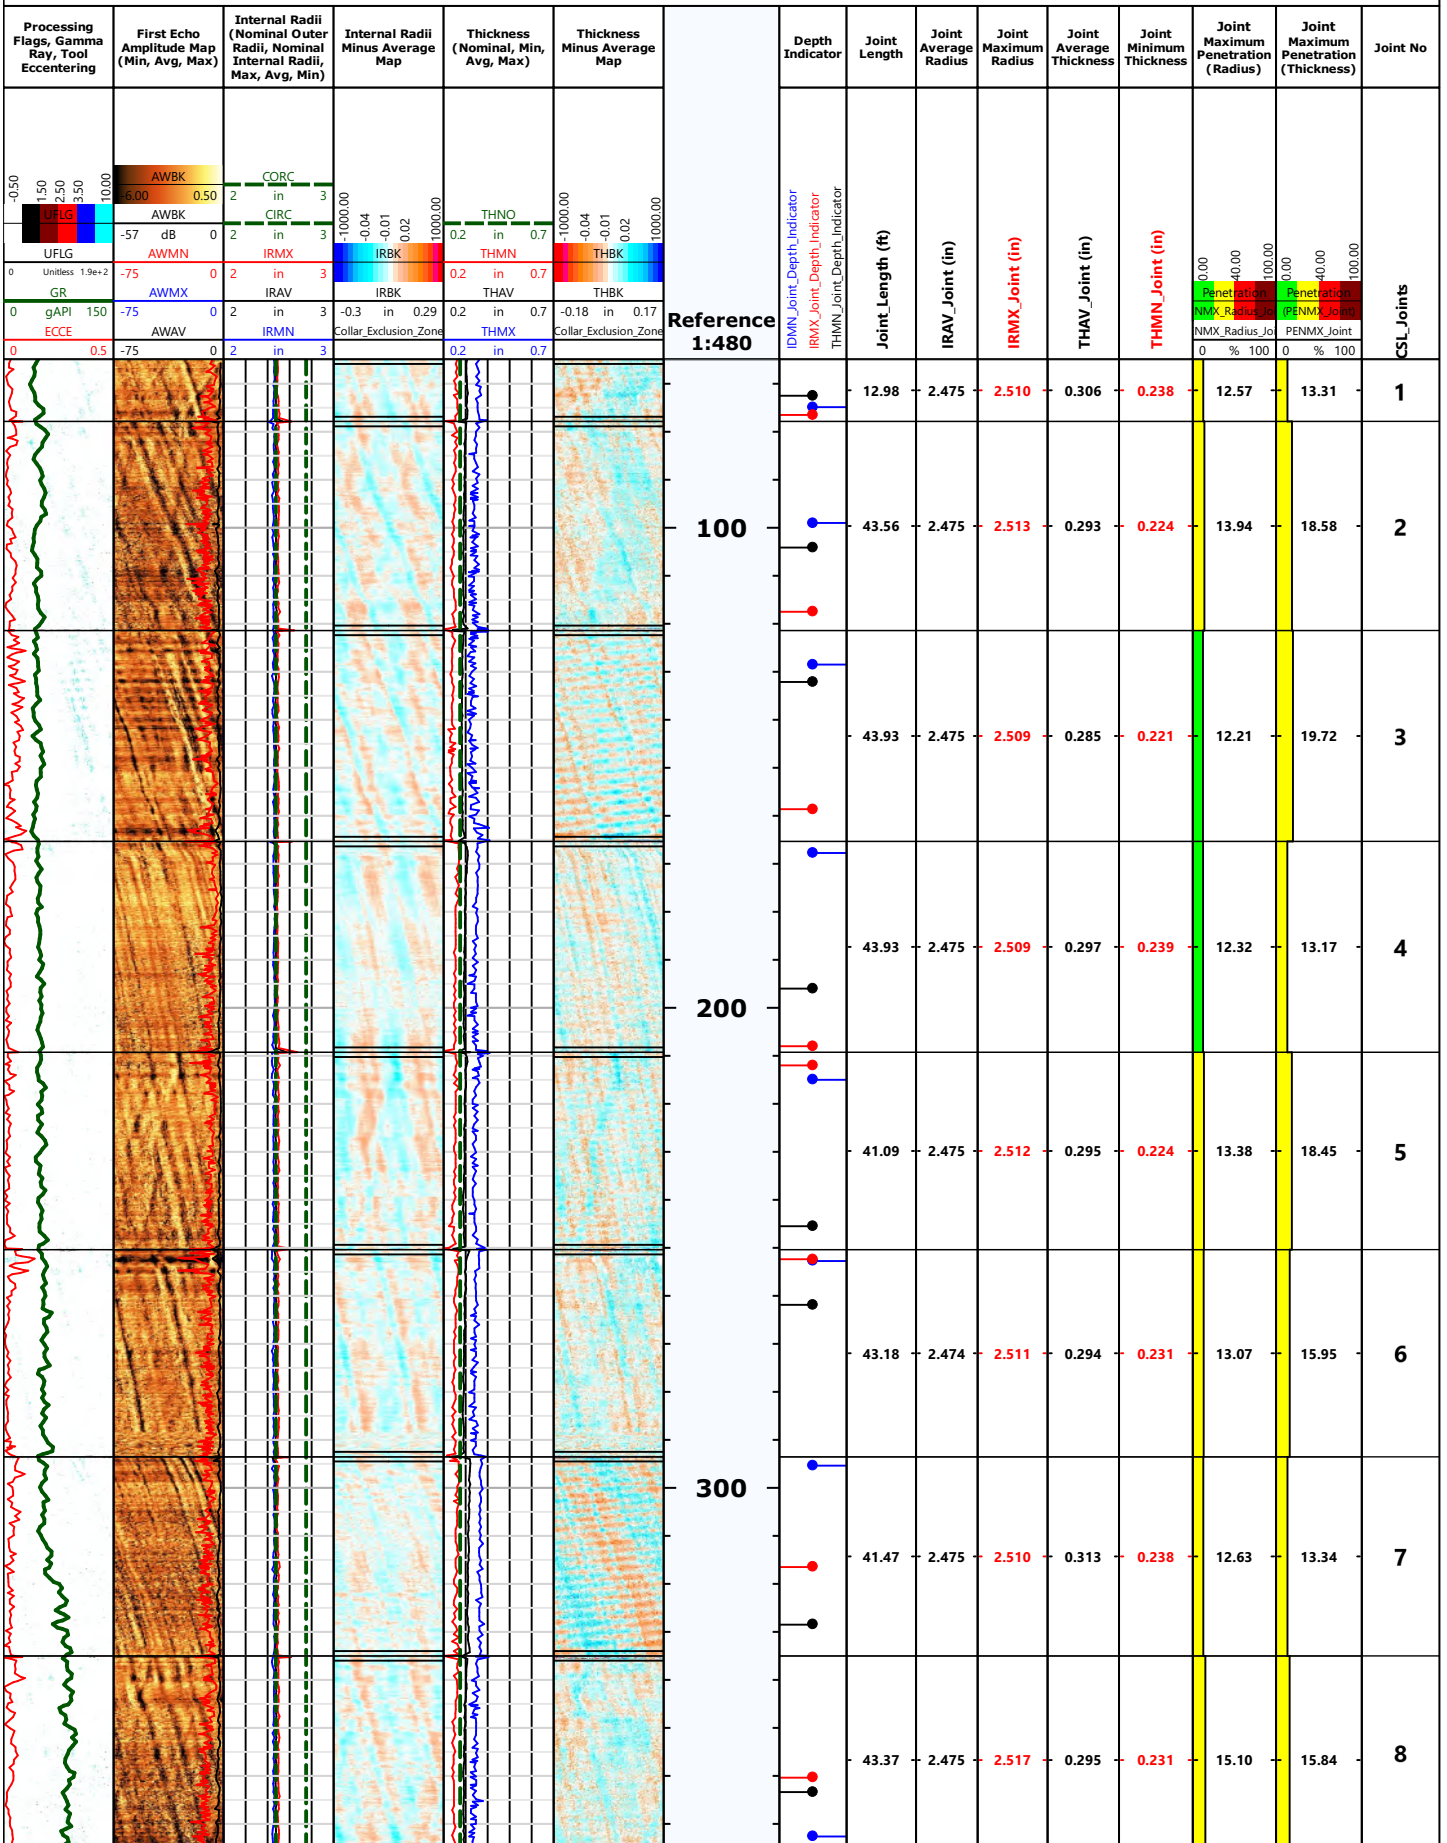 Processing
Flags, Gamma
Ray, Tool
Eccentering
First Echo
Amplitude Map
(Min, Avg, Max)
Internal Radii
(Nominal Outer
Radii, Nominal
Internal Radii,
Max, Avg, Min)
Internal Radii
Minus Average
Map
Thickness
(Nominal, Min,
Avg, Max)
Thickness
Minus Average
Map
Depth
Indicator
Joint
Length
Joint
Average
Radius
Joint
Maximum
Radius
Joint
Average
Thickness
Joint
Minimum
Thickness
Joint
Maximum
Penetration
(Radius)
Joint
Maximum
Penetration
(Thickness)
Joint No
-0.50 1.50 2.50 3.50 10.00
UFLG
UFLG
0 Unitless 1.9e+2
GR
0 gAPI 150
ECCE
0 0.5
AWBK
-6.00 0.50
AWBK
-57 dB 0
AWMN
-75 0
AWMX
-75 0
AWAV
-75 0
CORC
2 in 3
CIRC
2 in 3
IRMX
2 in 3
IRAV
2 in 3
IRMN
2 in 3
-1000.00 -0.04 -0.01 0.02 1000.00
IRBK
IRBK
-0.3 in 0.29
Collar_Exclusion_Zone
THNO
0.2 in 0.7
THMN
0.2 in 0.7
THAV
0.2 in 0.7
THMX
0.2 in 0.7
-1000.00 -0.04 -0.01 0.02 1000.00
THBK
THBK
-0.18 in 0.17
Collar_Exclusion_Zone
Reference
1:480
IDMN_Joint_Depth_Indicator
IRMX_Joint_Depth_Indicator
THMN_Joint_Depth_Indicator
Joint_Length (ft)
IRAV_Joint (in)
IRMX_Joint (in)
THAV_Joint (in)
THMN_Joint (in)
0.00 40.00 100.00
Penetration
NMX_Radius_Jo
NMX_Radius_Joi
0 % 100
0.00 40.00 100.00
Penetration
(PENMX_Joint)
PENMX_Joint
0 % 100
CSL_Joints
12.98 2.475 2.510 0.306 0.238 12.57 13.31 1
100
43.56 2.475 2.513 0.293 0.224 13.94 18.58 2
43.93 2.475 2.509 0.285 0.221 12.21 19.72 3
43.93 2.475 2.509 0.297 0.239 12.32 13.17 4
200
41.09 2.475 2.512 0.295 0.224 13.38 18.45 5
43.18 2.474 2.511 0.294 0.231 13.07 15.95 6
300
41.47 2.475 2.510 0.313 0.238 12.63 13.34 7
43.37 2.475 2.517 0.295 0.231 15.10 15.84 8